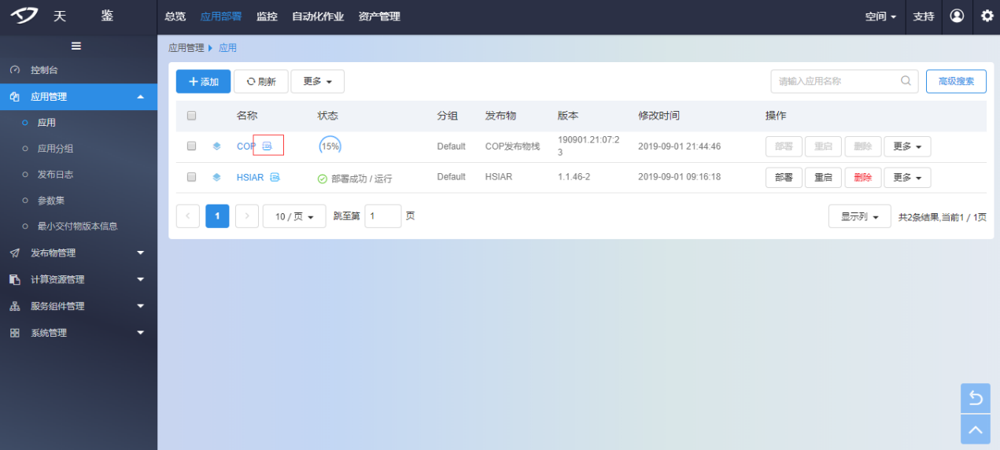 天 鉴
总览 应用部署 监控 自动化作业 资产管理
空间 支持
控制台
应用管理
应用
应用分组
发布日志
参数集
最小交付物版本信息
发布物管理
计算资源管理
服务组件管理
系统管理
应用管理 应用
添加 刷新 更多
请输入应用名称 高级搜索
名称 状态 分组 发布物 版本 修改时间 操作
COP 15% Default COP发布物栈 190901.21:07:2
3 2019-09-01 21:44:46 部署 重启 删除 更多
HSIAR 部署成功 / 运行 Default HSIAR 1.1.46-2 2019-09-01 09:16:18 部署 重启 删除 更多
1 10 / 页 跳至第 1 页 显示列 共2条结果,当前1 / 1页